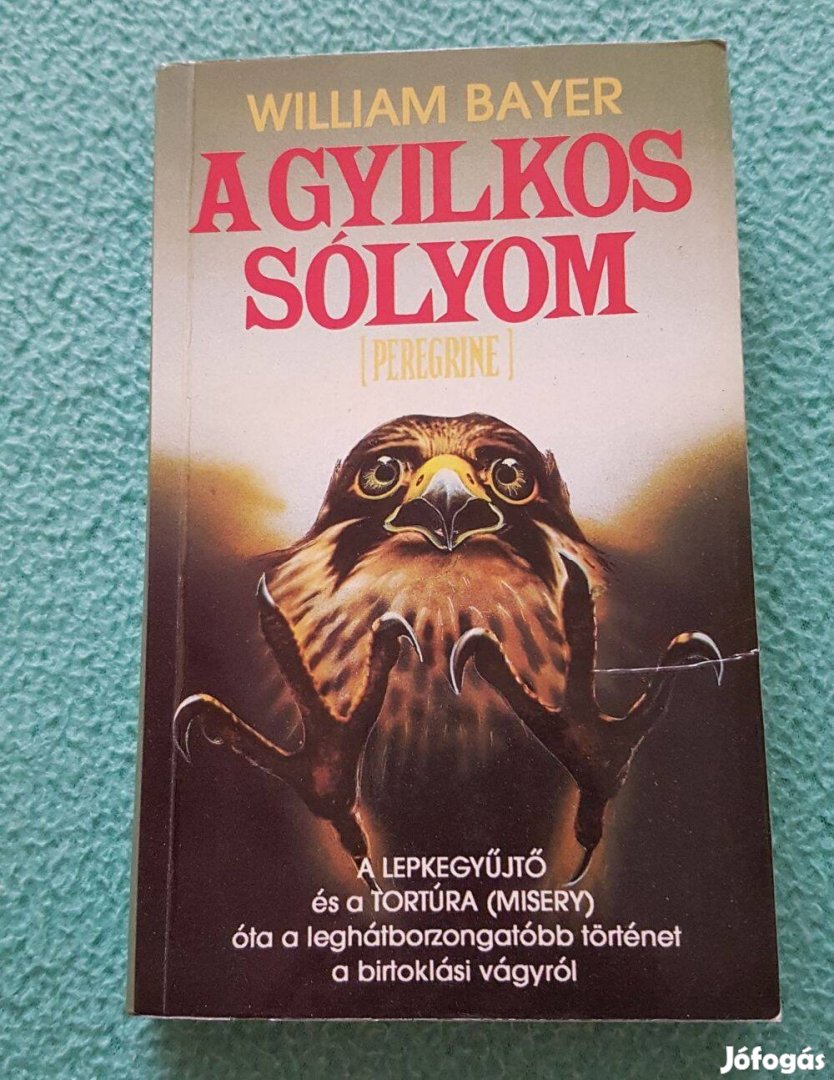 WILLIAM BAYER
A GYILKOS
SÓLYOM
[PEREGRINE]
A LEPKEGYŰJTŐ
és a TORTÚRA (MISERY)
óta a leghátborzongatóbb történet
a birtoklási vágyról
Jófogás